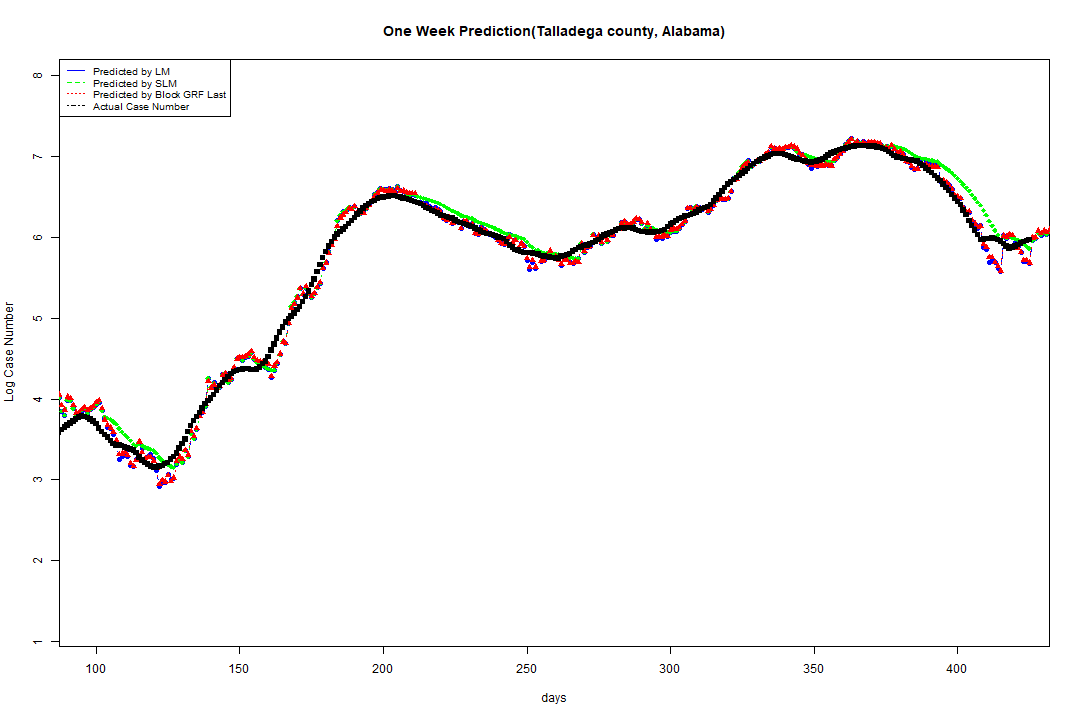 One Week Prediction(Talladega county, Alabama)
Predicted by LM
Predicted by SLM
Predicted by Block GRF Last
Actual Case Number
8
7
6
5
4
3
2
1
Log Case Number
100 150 200 250 300 350 400
days